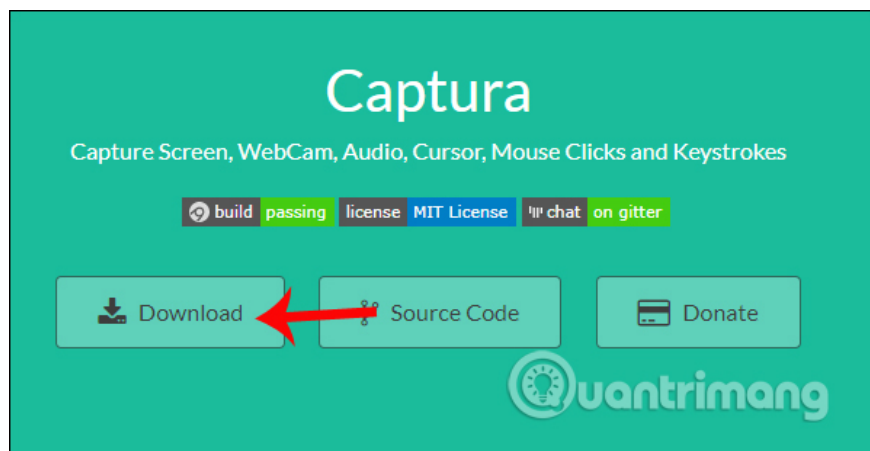 Captura
Capture Screen, WebCam, Audio, Cursor, Mouse Clicks and Keystrokes
build passing license MIT License chat on gitter
Download Source Code Donate
Quantrimang